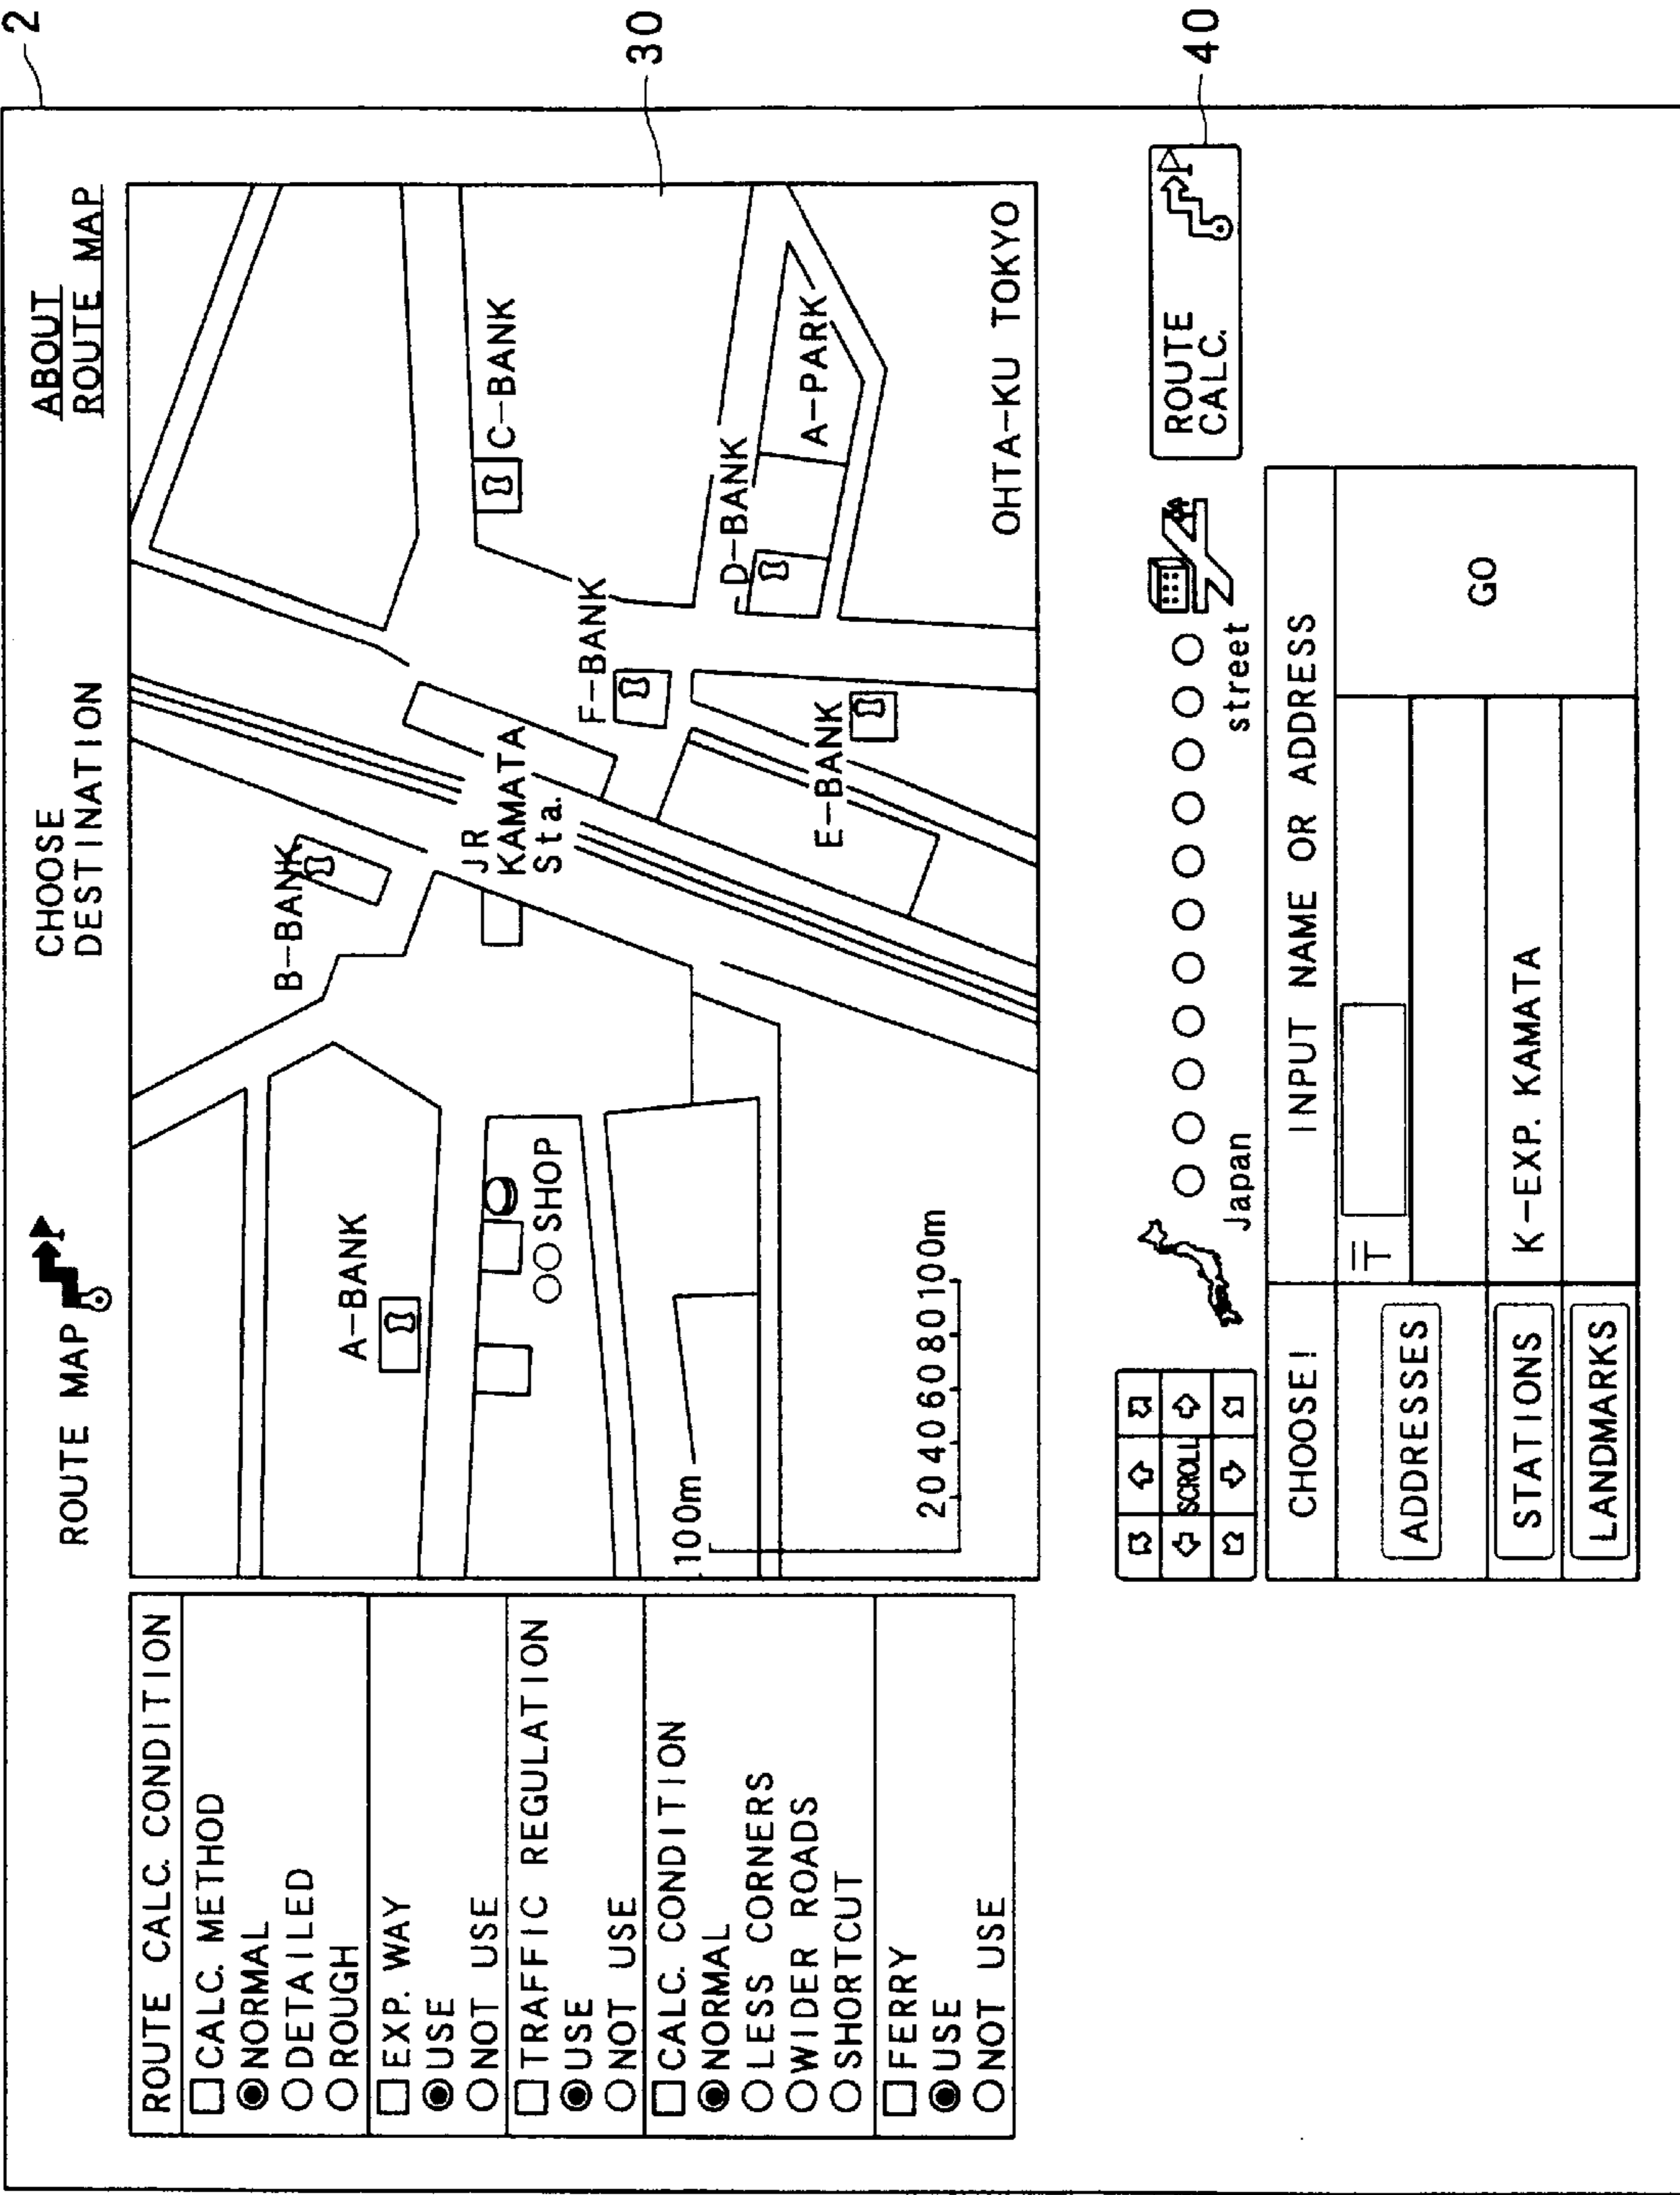 2
ROUTE MAP
CHOOSE
DESTINATION
ABOUT
ROUTE MAP
ROUTE CALC. CONDITION
CALC. METHOD
NORMAL
DETAILED
ROUGH
EXP. WAY
USE
NOT USE
TRAFFIC REGULATION
USE
NOT USE
CALC. CONDITION
NORMAL
LESS CORNERS
WIDER ROADS
SHORTCUT
FERRY
USE
NOT USE
B-BANK
A-BANK
C-BANK
JR
KAMATA
Sta.
○○SHOP
F-BANK
30
D-BANK
A-PARK
E-BANK
100m
20 40 60 80 100m
OHTA-KU TOKYO
SCROLL
Japan
street
ROUTE
CALC.
40
CHOOSE!
INPUT NAME OR ADDRESS
ADDRESSES
〒
GO
STATIONS
K-EXP. KAMATA
LANDMARKS